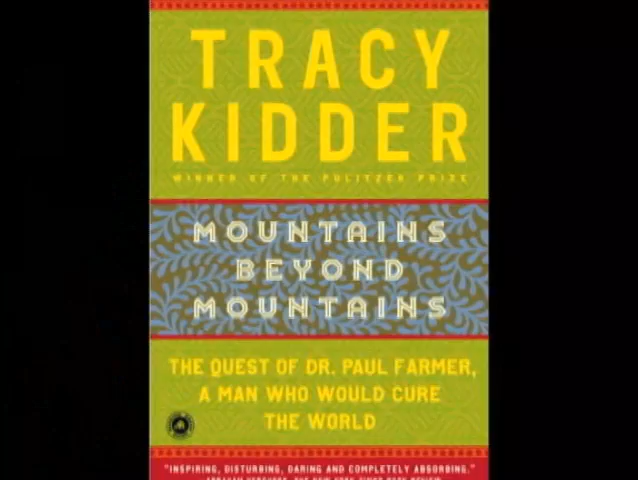 TRACY
KIDDER
WINNER OF THE PULITZER PRIZE
MOUNTAINS
BEYOND
MOUNTAINS
THE QUEST OF DR. PAUL FARMER,
A MAN WHO WOULD CURE
THE WORLD
"INSPIRING, DISTURBING, DARING AND COMPLETELY ABSORBING."